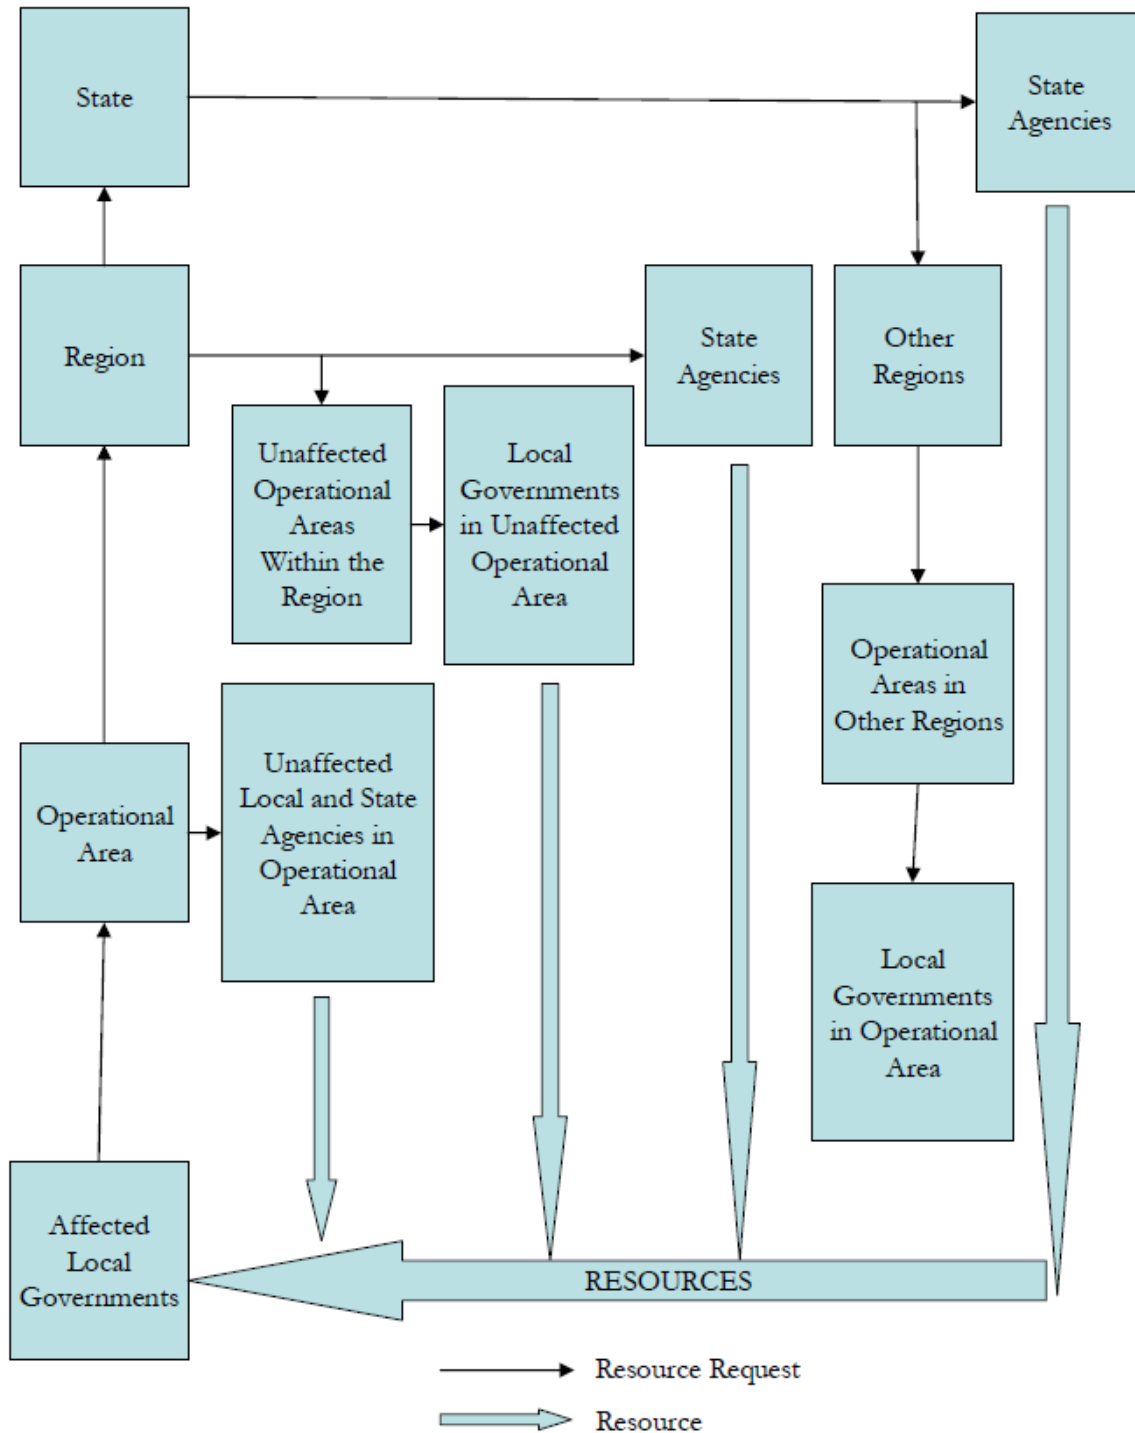 State
State
Agencies
Region
State
Agencies
Other
Regions
Unaffected
Operational
Areas
Within the
Region
Local
Governments
in Unaffected
Operational
Area
Operational
Areas in
Other Regions
Operational
Area
Unaffected
Local and State
Agencies in
Operational
Area
Local
Governments
in Operational
Area
Affected
Local
Governments
RESOURCES
Resource Request
Resource